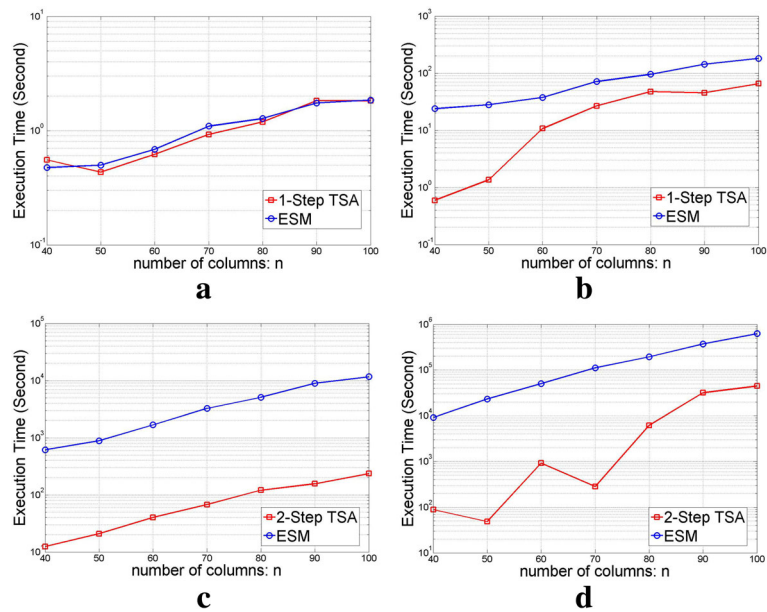 10^1
10^0
10^-1
Execution Time (Second)
1-Step TSA
ESM
40 50 60 70 80 90 100
number of columns: n
a
10^3
10^2
10^1
10^0
10^-1
Execution Time (Second)
1-Step TSA
ESM
40 50 60 70 80 90 100
number of columns: n
b
10^5
10^4
10^3
10^2
10^1
Execution Time (Second)
2-Step TSA
ESM
40 50 60 70 80 90 100
number of columns: n
c
10^6
10^5
10^4
10^3
10^2
10^1
Execution Time (Second)
2-Step TSA
ESM
40 50 60 70 80 90 100
number of columns: n
d